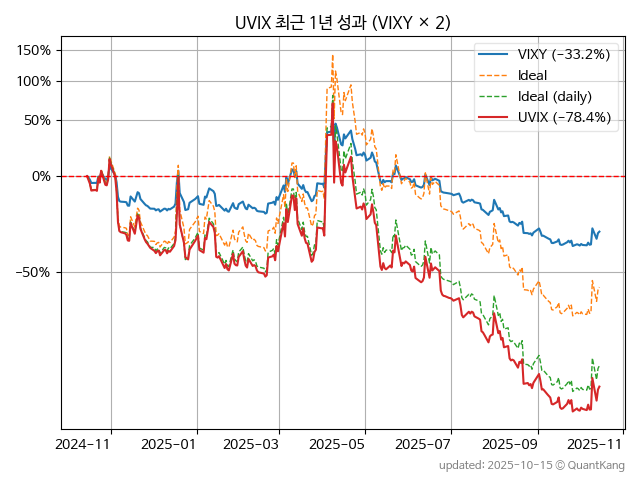 UVIX 최근 1년 성과 (VIXY × 2)
150%
100%
50%
0%
−50%
VIXY (−33.2%)
Ideal
Ideal (daily)
UVIX (−78.4%)
2024-11
2025-01
2025-03
2025-05
2025-07
2025-09
2025-11
updated: 2025-10-15 © QuantKang